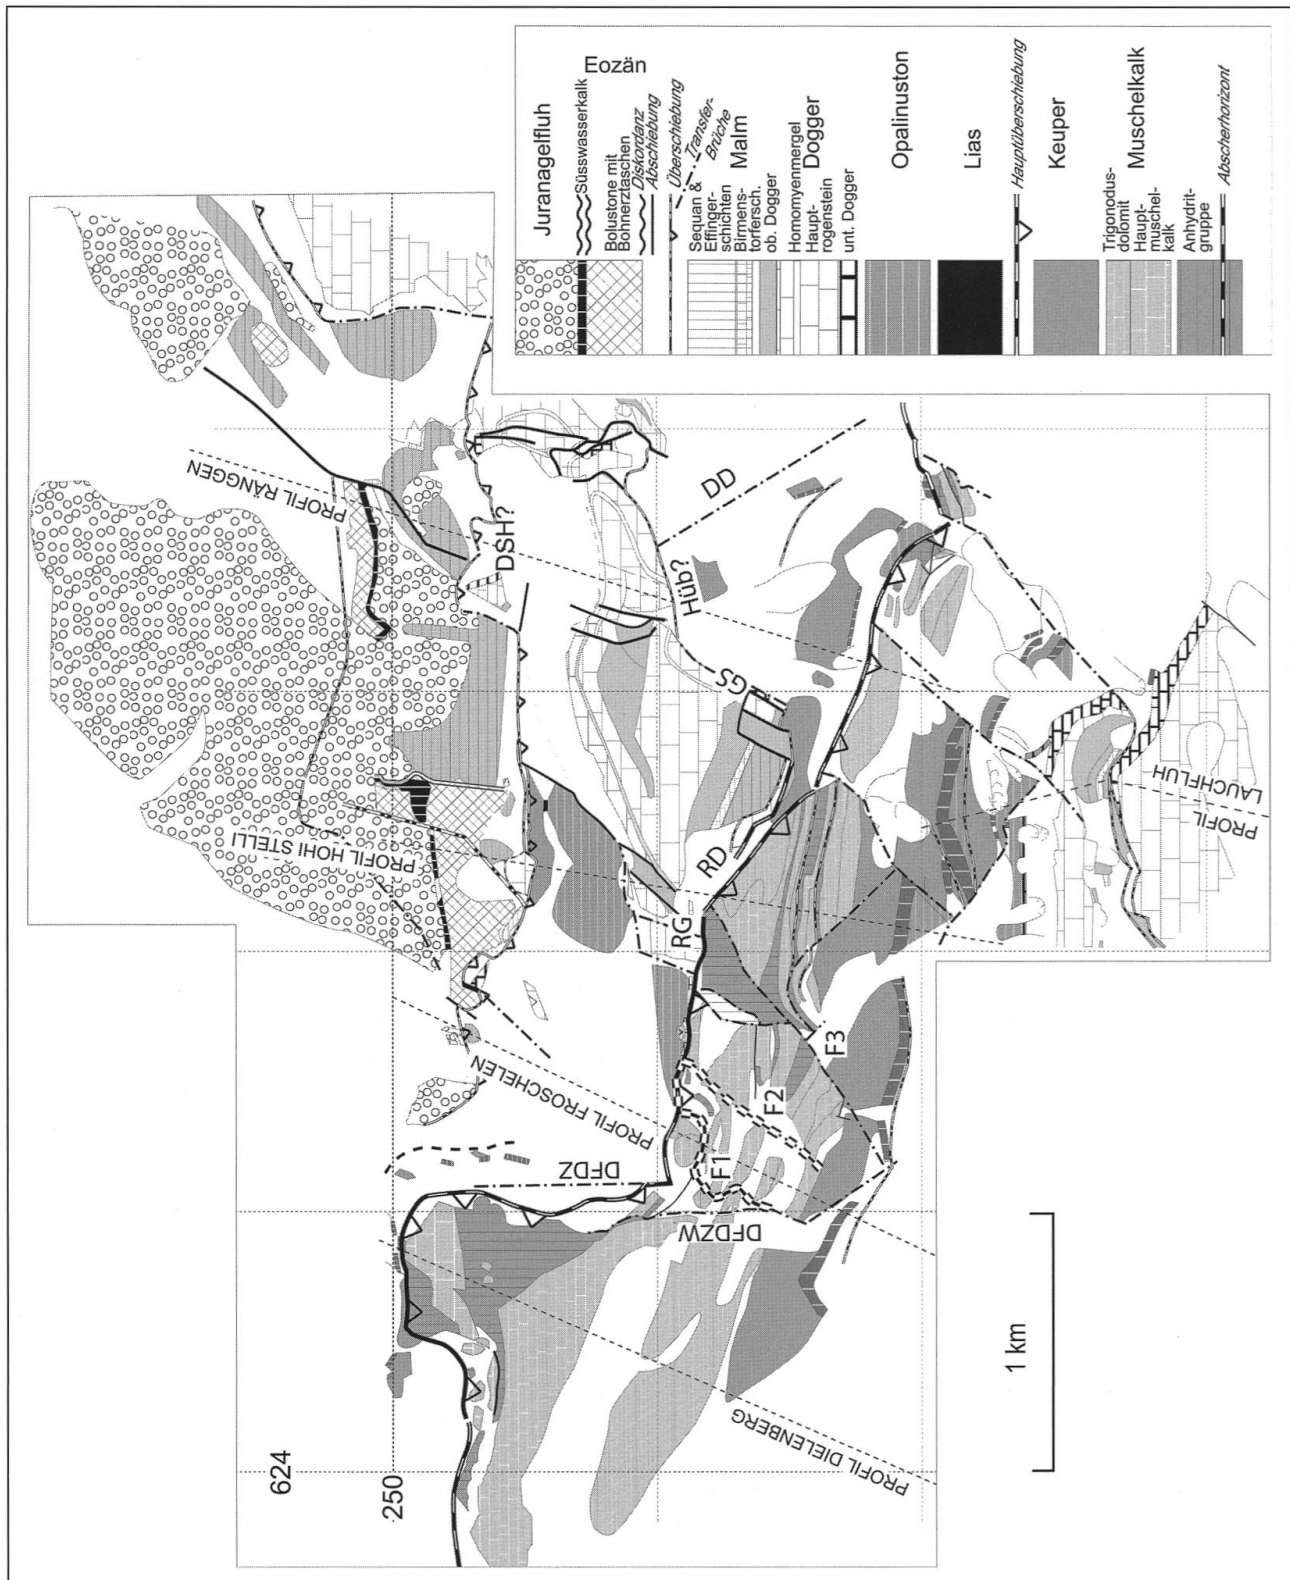 Juranagelfluh
Süsswasserkalk
Eozän
Bolustone mit
Bohnerztaschen
Diskordanz
Abschiebung
Überschiebung
Transfer-
Brüche
Malm
Sequan &
Effinger-
schichten
Birmens-
torfersch.
ob. Dogger
Dogger
Homomyenmergel
Haupt-
rogenstein
unt. Dogger
Opalinuston
Lias
Hauptüberschiebung
Keuper
Muschelkalk
Trigonodus-
dolomit
Haupt-
muschel-
kalk
Anhydrit-
gruppe
Abscherhorizont
PROFIL RÄNGGEN
DSH?
DD
Hüb?
GS
PROFIL HOHI STELLI
RD
RG
PROFIL
LAUCHFLUH
PROFIL FROSCHELEN
F3
F2
F1
DFDZ
DFDZW
PROFIL DIELENBERG
624
250
1 km